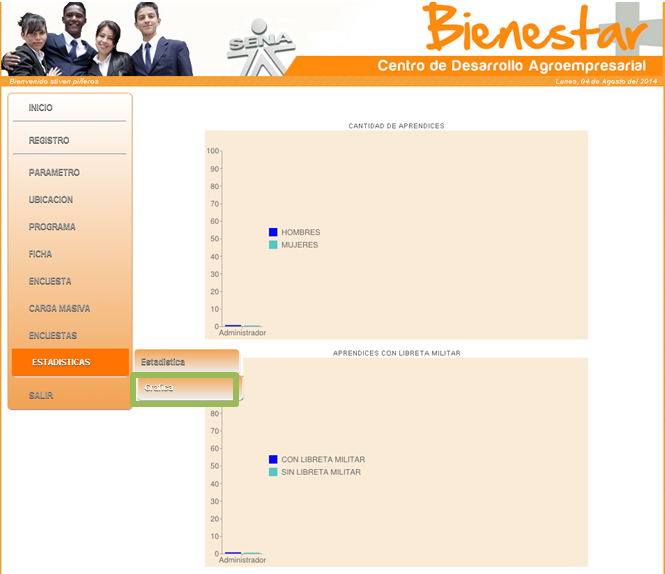 SENA
Bienestar
Centro de Desarrollo Agroempresarial
Bienvenido stiven piñeros
Lunes, 04 de Agosto del 2014
INICIO
REGISTRO
PARAMETRO
UBICACION
PROGRAMA
FICHA
ENCUESTA
CARGA MASIVA
ENCUESTAS
ESTADISTICAS
Estadistica
Grafica
SALIR
CANTIDAD DE APRENDICES
100
90
80
70
60
50
40
30
20
10
0
HOMBRES
MUJERES
Administrador
APRENDICES CON LIBRETA MILITAR
80
70
60
50
40
30
20
10
0
CON LIBRETA MILITAR
SIN LIBRETA MILITAR
Administrador